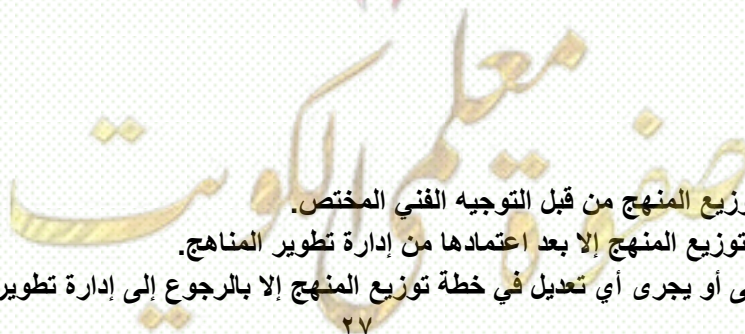 صفوة معلمى الكويت
توزيع المنهج من قبل التوجيه الفني المختص.
توزيع المنهج إلا بعد اعتمادها من إدارة تطوير المناهج.
أو يجرى أي تعديل في خطة توزيع المنهج إلا بالرجوع إلى إدارة تطوير
٢٧